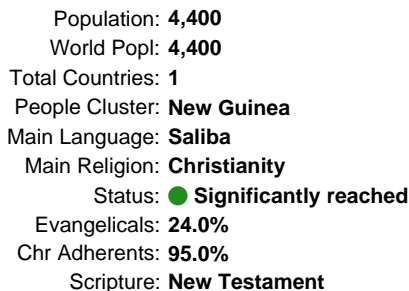 Population: 4,400
World Popl: 4,400
Total Countries: 1
People Cluster: New Guinea
Main Language: Saliba
Main Religion: Christianity
Status: Significantly reached
Evangelicals: 24.0%
Chr Adherents: 95.0%
Scripture: New Testament